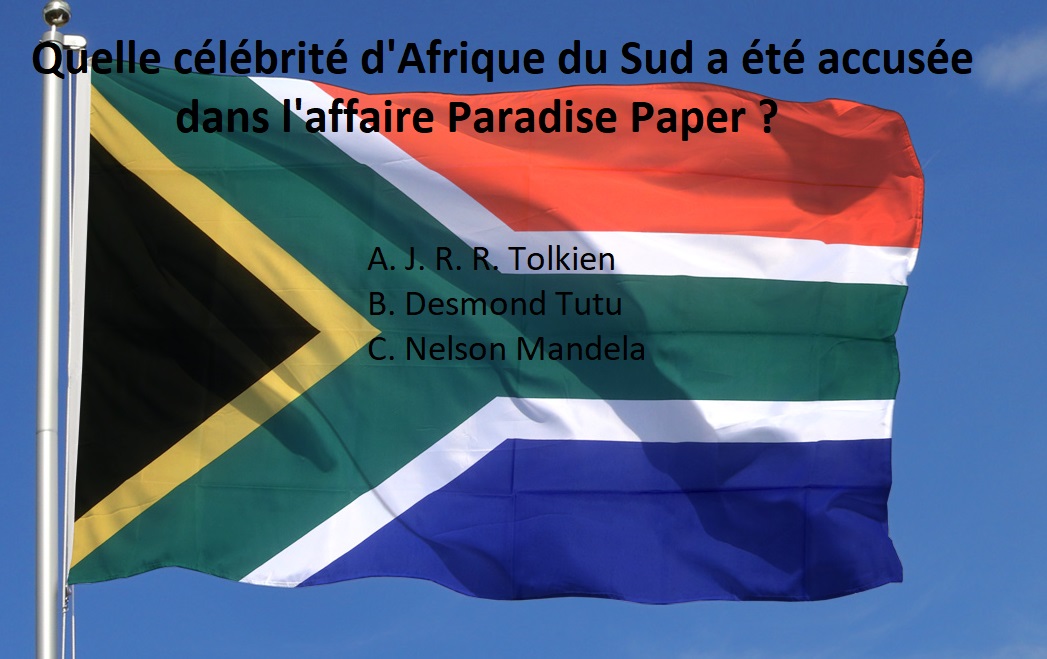 Quelle célébrité d'Afrique du Sud a été accusée
dans l'affaire Paradise Paper ?
A. J. R. R. Tolkien
B. Desmond Tutu
C. Nelson Mandela